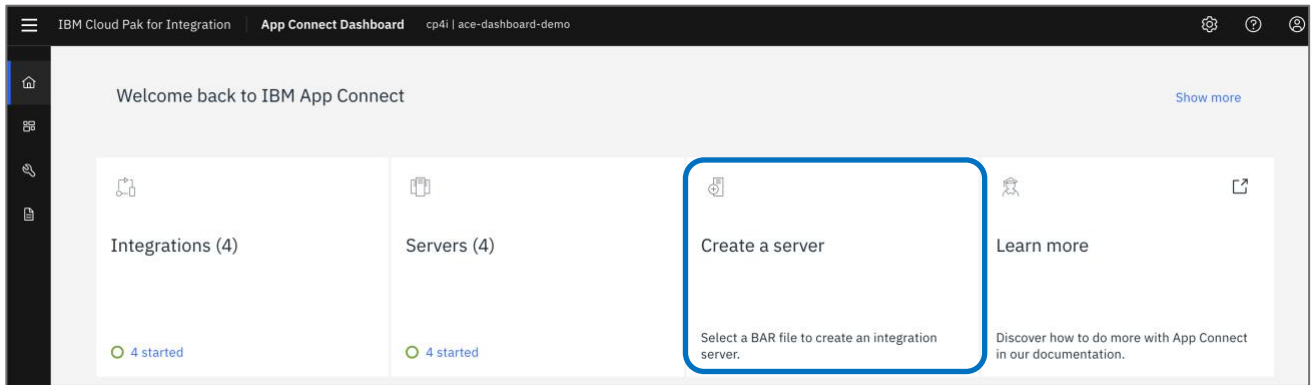 IBM Cloud Pak for Integration App Connect Dashboard cp4i | ace-dashboard-demo
Welcome back to IBM App Connect
Show more
Integrations (4)
4 started
Servers (4)
4 started
Create a server
Select a BAR file to create an integration
server.
Learn more
Discover how to do more with App Connect
in our documentation.